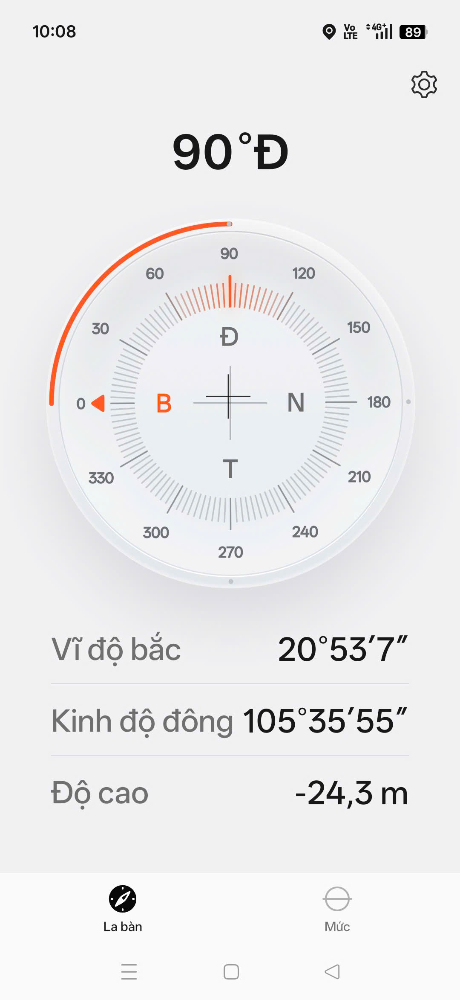 10:08 Vo LTE 4G+ 89
90°Đ
90
60 120
30 150
Đ
0 B N 180
T
330 210
300 240
270
Vĩ độ bắc 20°53′7″
Kinh độ đông 105°35′55″
Độ cao -24,3 m
La bàn Mức